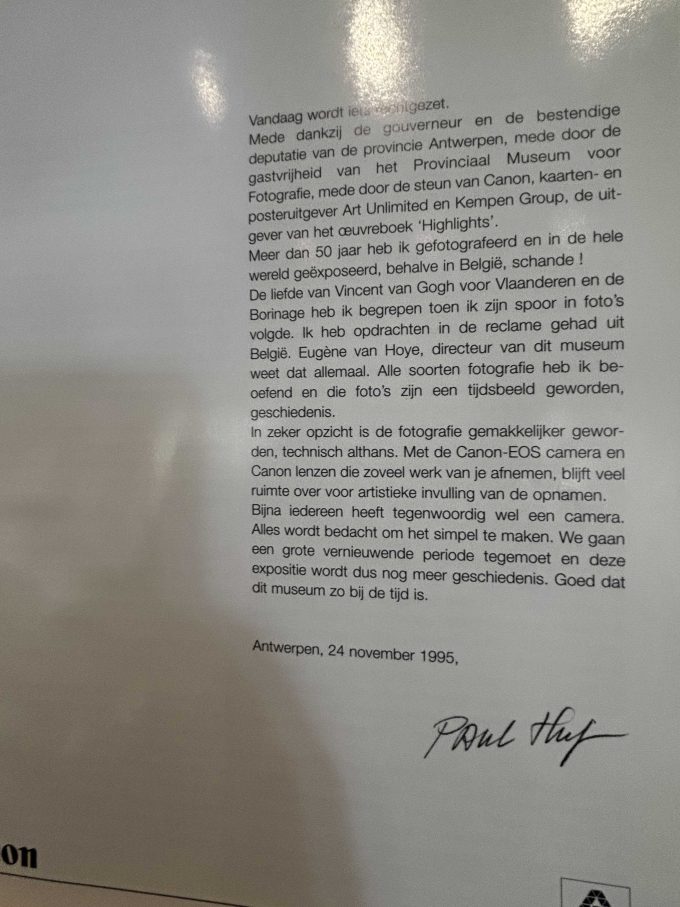 Vandaag wordt iets rechtgezet.
Mede dankzij de gouverneur en de bestendige
deputatie van de provincie Antwerpen, mede door de
gastvrijheid van het Provinciaal Museum voor
Fotografie, mede door de steun van Canon, kaarten- en
posteruitgever Art Unlimited en Kempen Group, de uit-
gever van het œuvreboek ‘Highlights’.
Meer dan 50 jaar heb ik gefotografeerd en in de hele
wereld geëxposeerd, behalve in België, schande !
De liefde van Vincent van Gogh voor Vlaanderen en de
Borinage heb ik begrepen toen ik zijn spoor in foto’s
volgde. Ik heb opdrachten in de reclame gehad uit
België. Eugène van Hoye, directeur van dit museum
weet dat allemaal. Alle soorten fotografie heb ik be-
oefend en die foto’s zijn een tijdsbeeld geworden,
geschiedenis.
In zeker opzicht is de fotografie gemakkelijker gewor-
den, technisch althans. Met de Canon-EOS camera en
Canon lenzen die zoveel werk van je afnemen, blijft veel
ruimte over voor artistieke invulling van de opnamen.
Bijna iedereen heeft tegenwoordig wel een camera.
Alles wordt bedacht om het simpel te maken. We gaan
een grote vernieuwende periode tegemoet en deze
expositie wordt dus nog meer geschiedenis. Goed dat
dit museum zo bij de tijd is.
Antwerpen, 24 november 1995,
Paul Huf
on